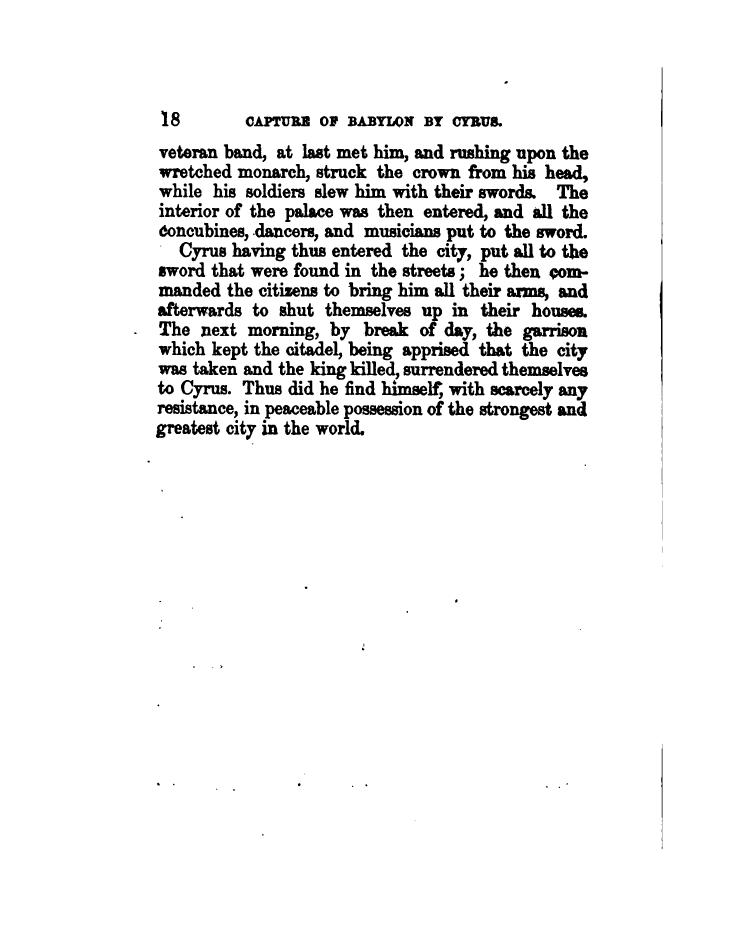 18 CAPTURE OF BABYLON BY CYRUS.
veteran band, at last met him, and rushing upon the
wretched monarch, struck the crown from his head,
while his soldiers slew him with their swords. The
interior of the palace was then entered, and all the
concubines, dancers, and musicians put to the sword.
Cyrus having thus entered the city, put all to the
sword that were found in the streets; he then com-
manded the citizens to bring him all their arms, and
afterwards to shut themselves up in their houses.
The next morning, by break of day, the garrison
which kept the citadel, being apprised that the city
was taken and the king killed, surrendered themselves
to Cyrus. Thus did he find himself, with scarcely any
resistance, in peaceable possession of the strongest and
greatest city in the world.